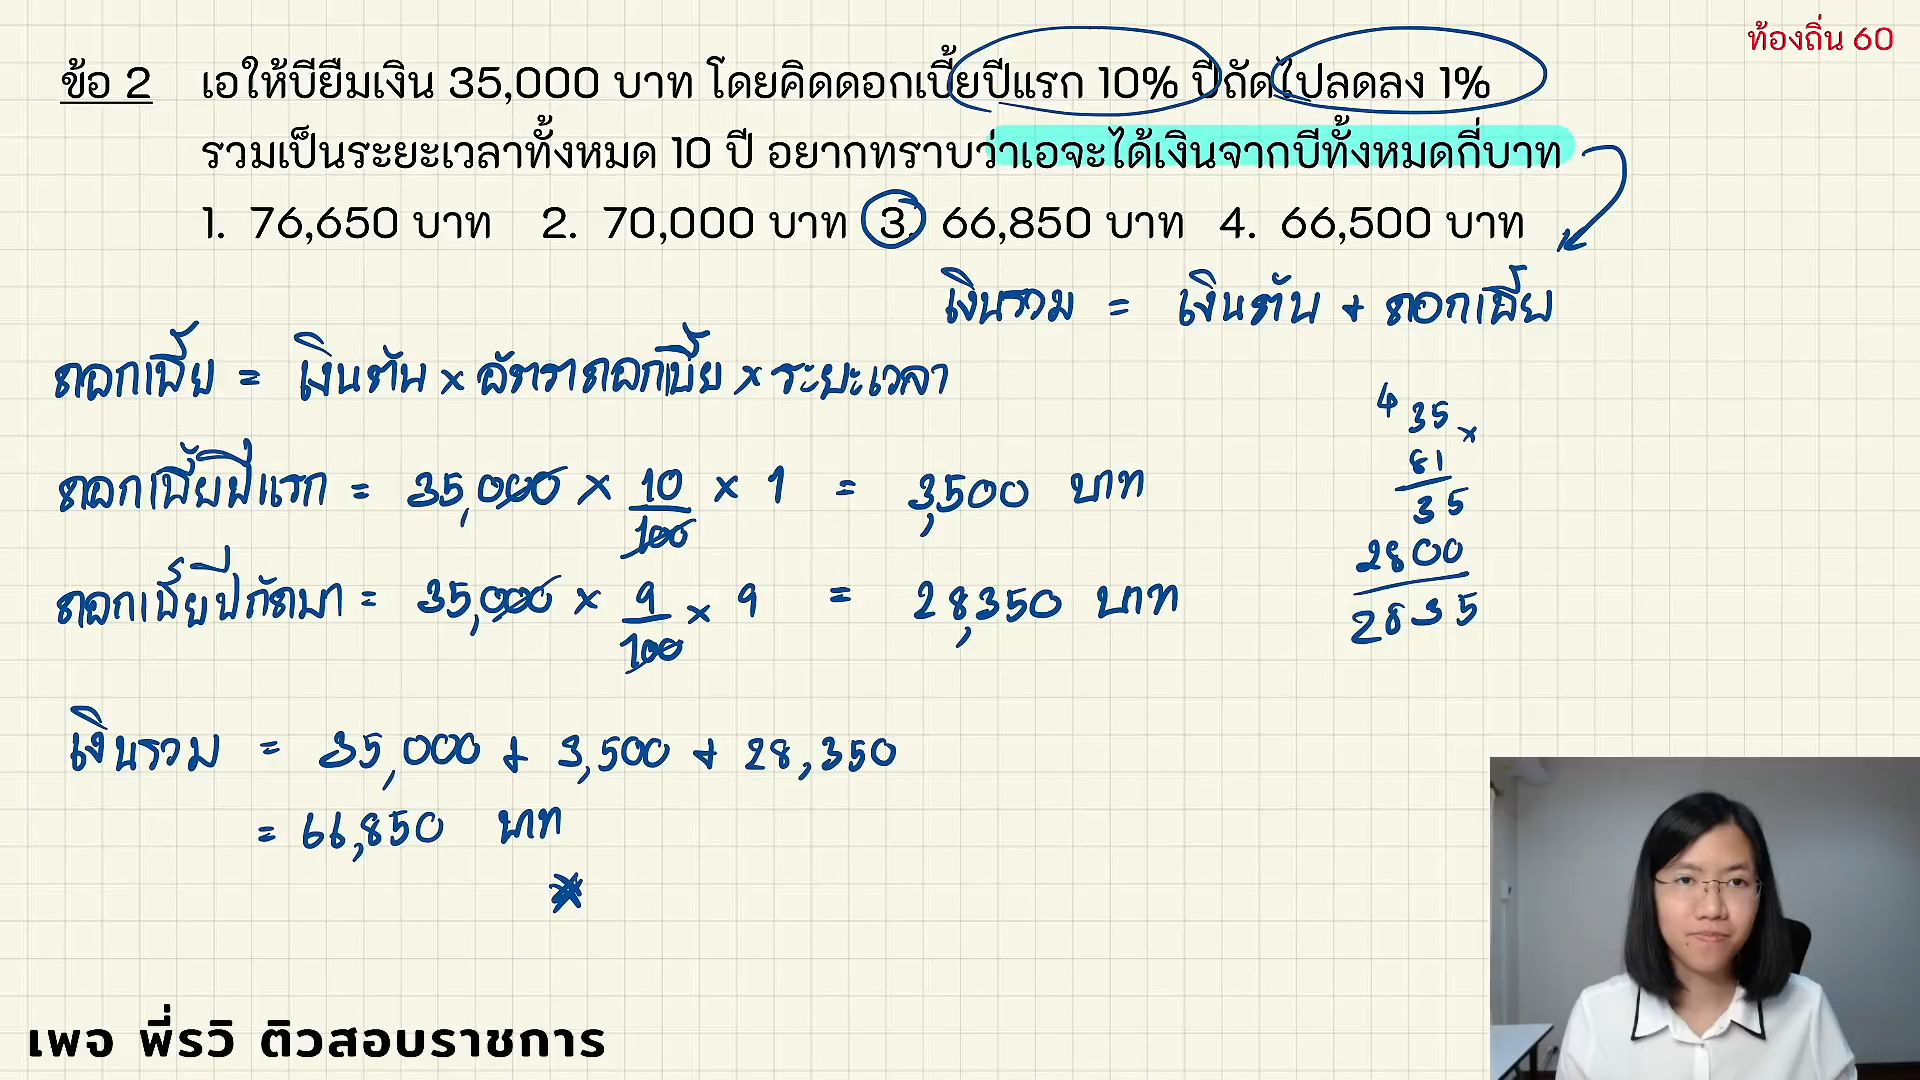 ท้องถิ่น 60
ข้อ 2 เอให้บียืมเงิน 35,000 บาท โดยคิดดอกเบี้ยปีแรก 10% ปีถัดไปลดลง 1%
รวมเป็นระยะเวลาทั้งหมด 10 ปี อยากทราบว่าเอจะได้เงินจากบีทั้งหมดกี่บาท
1. 76,650 บาท 2. 70,000 บาท 3. 66,850 บาท 4. 66,500 บาท
เงินรวม = เงินต้น + ดอกเบี้ย
ดอกเบี้ย = เงินต้น × อัตราดอกเบี้ย × ระยะเวลา
ดอกเบี้ยปีแรก = 35,000 × 10/100 × 1 = 3,500 บาท
ดอกเบี้ยปีถัดมา = 35,000 × 9/100 × 9 = 28,350 บาท
4 35 ×
81
35
2800
2835
เงินรวม = 35,000 + 3,500 + 28,350
= 66,850 บาท
เพจ พี่รวิ ติวสอบราชการ